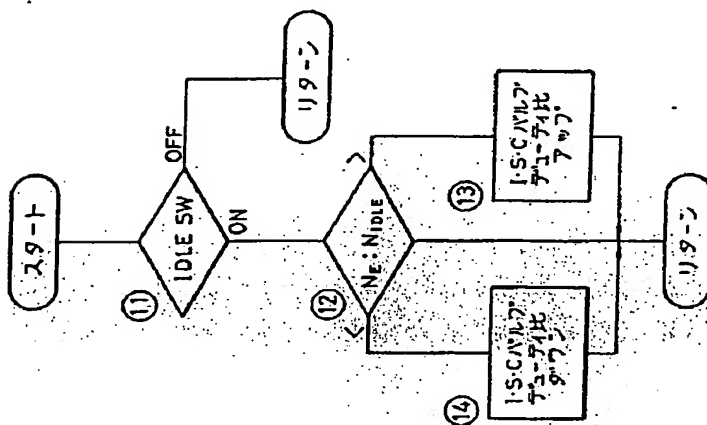 スタート
⑪
IDLE SW
OFF
ON
リターン
⑫
NE:NIDLE
<
>
⑭
I·S·Cバルブ
デューティ比
ダウン
⑬
I·S·Cバルブ
デューティ比
アップ
リターン